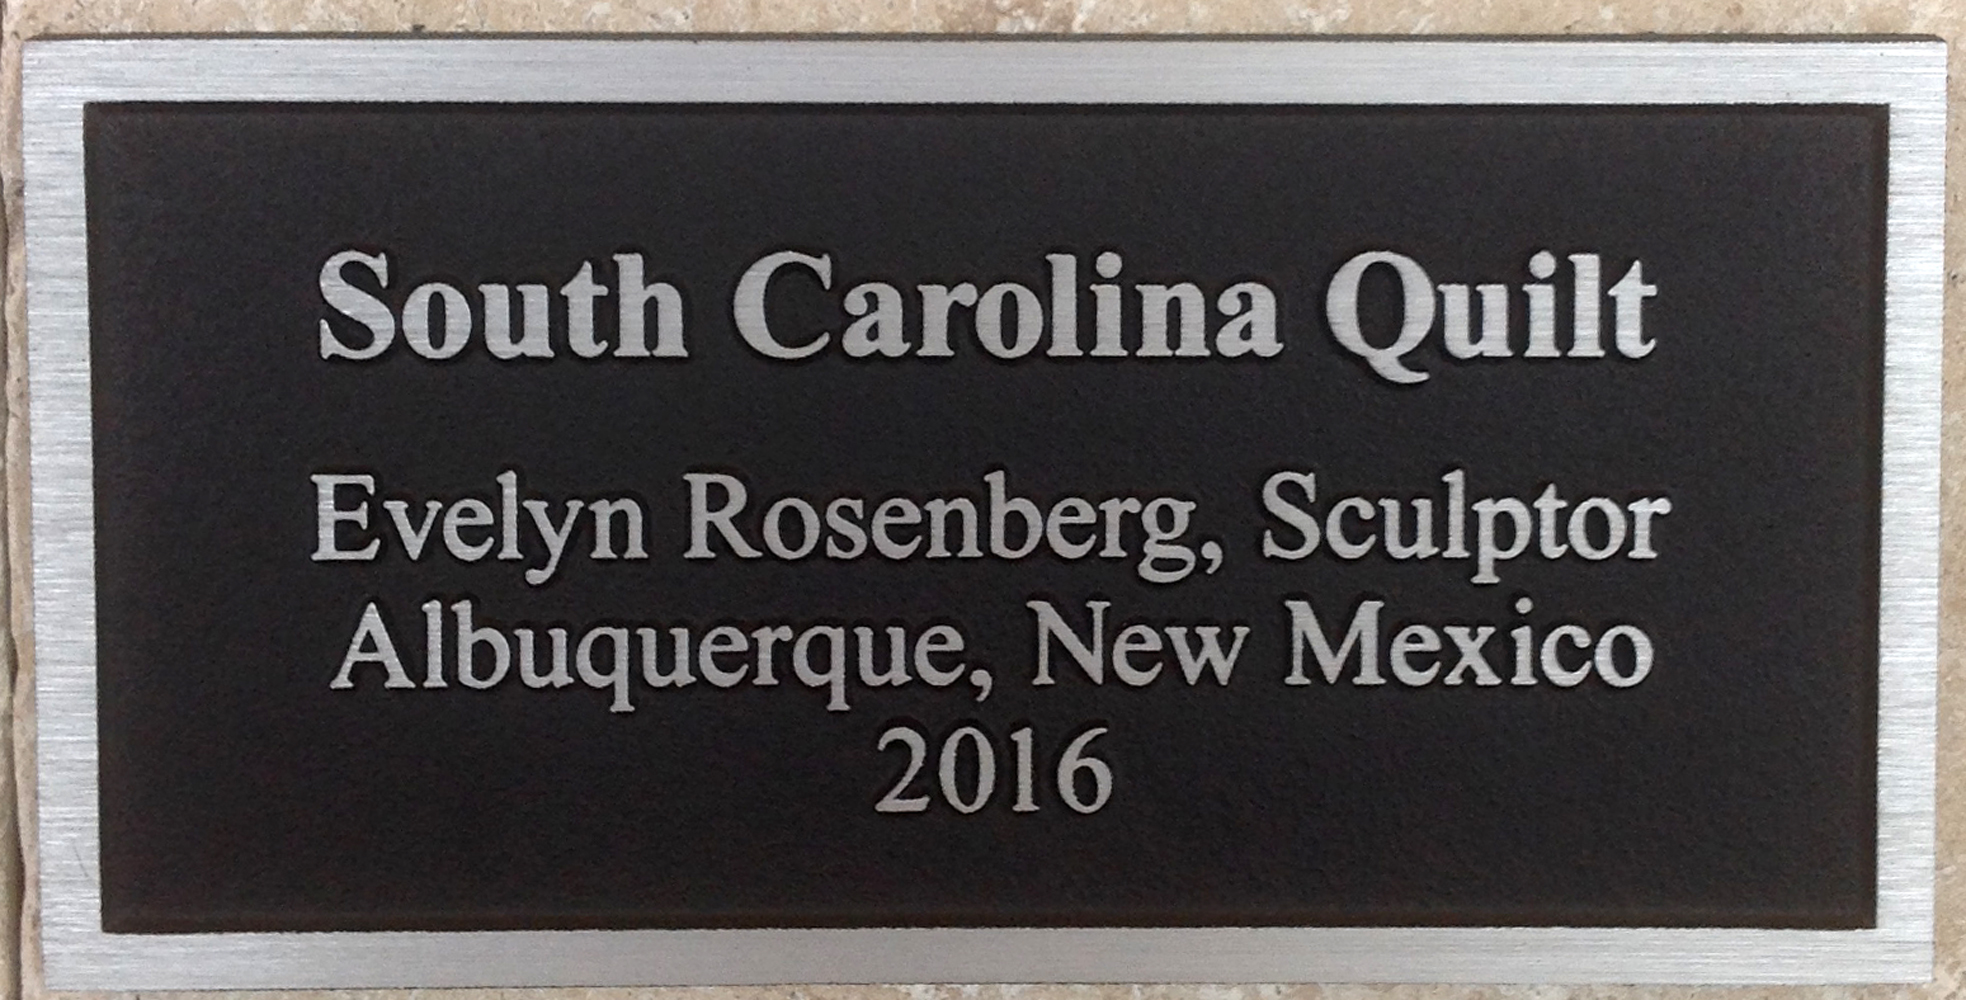 South Carolina Quilt
Evelyn Rosenberg, Sculptor
Albuquerque, New Mexico
2016